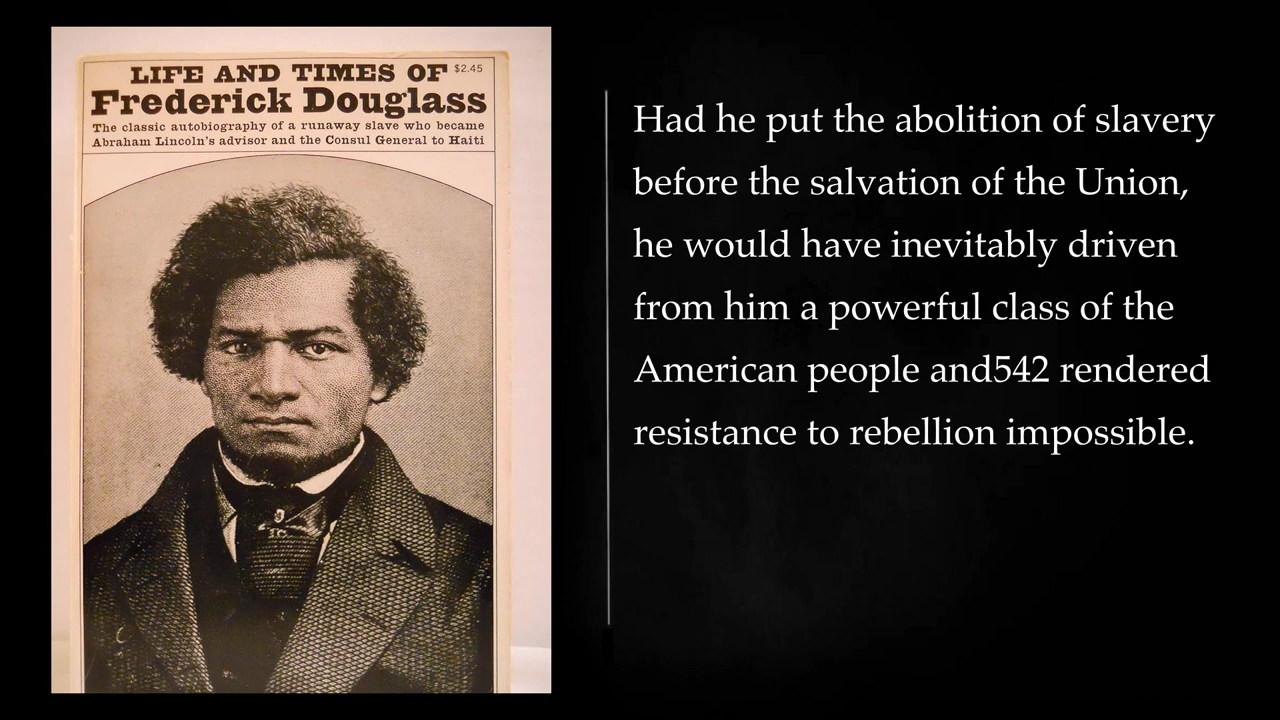 LIFE AND TIMES OF $2.45
Frederick Douglass
The classic autobiography of a runaway slave who became
Abraham Lincoln's advisor and the Consul General to Haiti
Had he put the abolition of slavery
before the salvation of the Union,
he would have inevitably driven
from him a powerful class of the
American people and542 rendered
resistance to rebellion impossible.